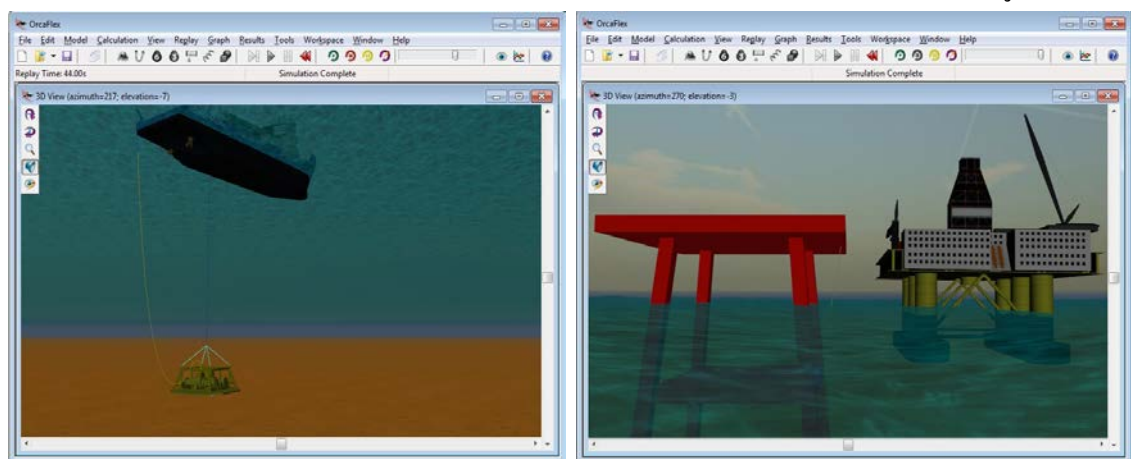 OrcaFlex
File Edit Model Calculation View Replay Graph Results Tools Workspace Window Help
Replay Time: 44.00s
Simulation Complete
3D View (azimuth=217; elevation=-7)
OrcaFlex
File Edit Model Calculation View Replay Graph Results Tools Workspace Window Help
Simulation Complete
3D View (azimuth=270; elevation=-3)